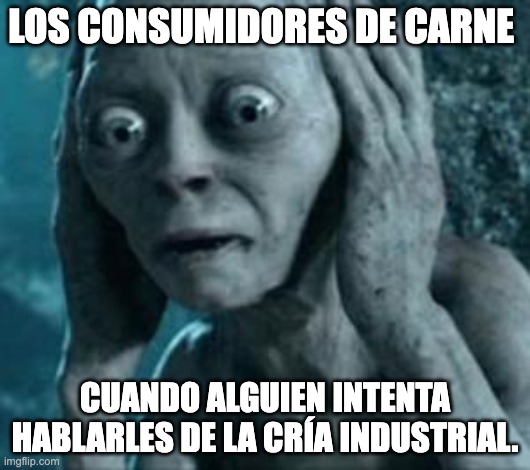 LOS CONSUMIDORES DE CARNE
CUANDO ALGUIEN INTENTA
HABLARLES DE LA CRÍA INDUSTRIAL.
imgflip.com